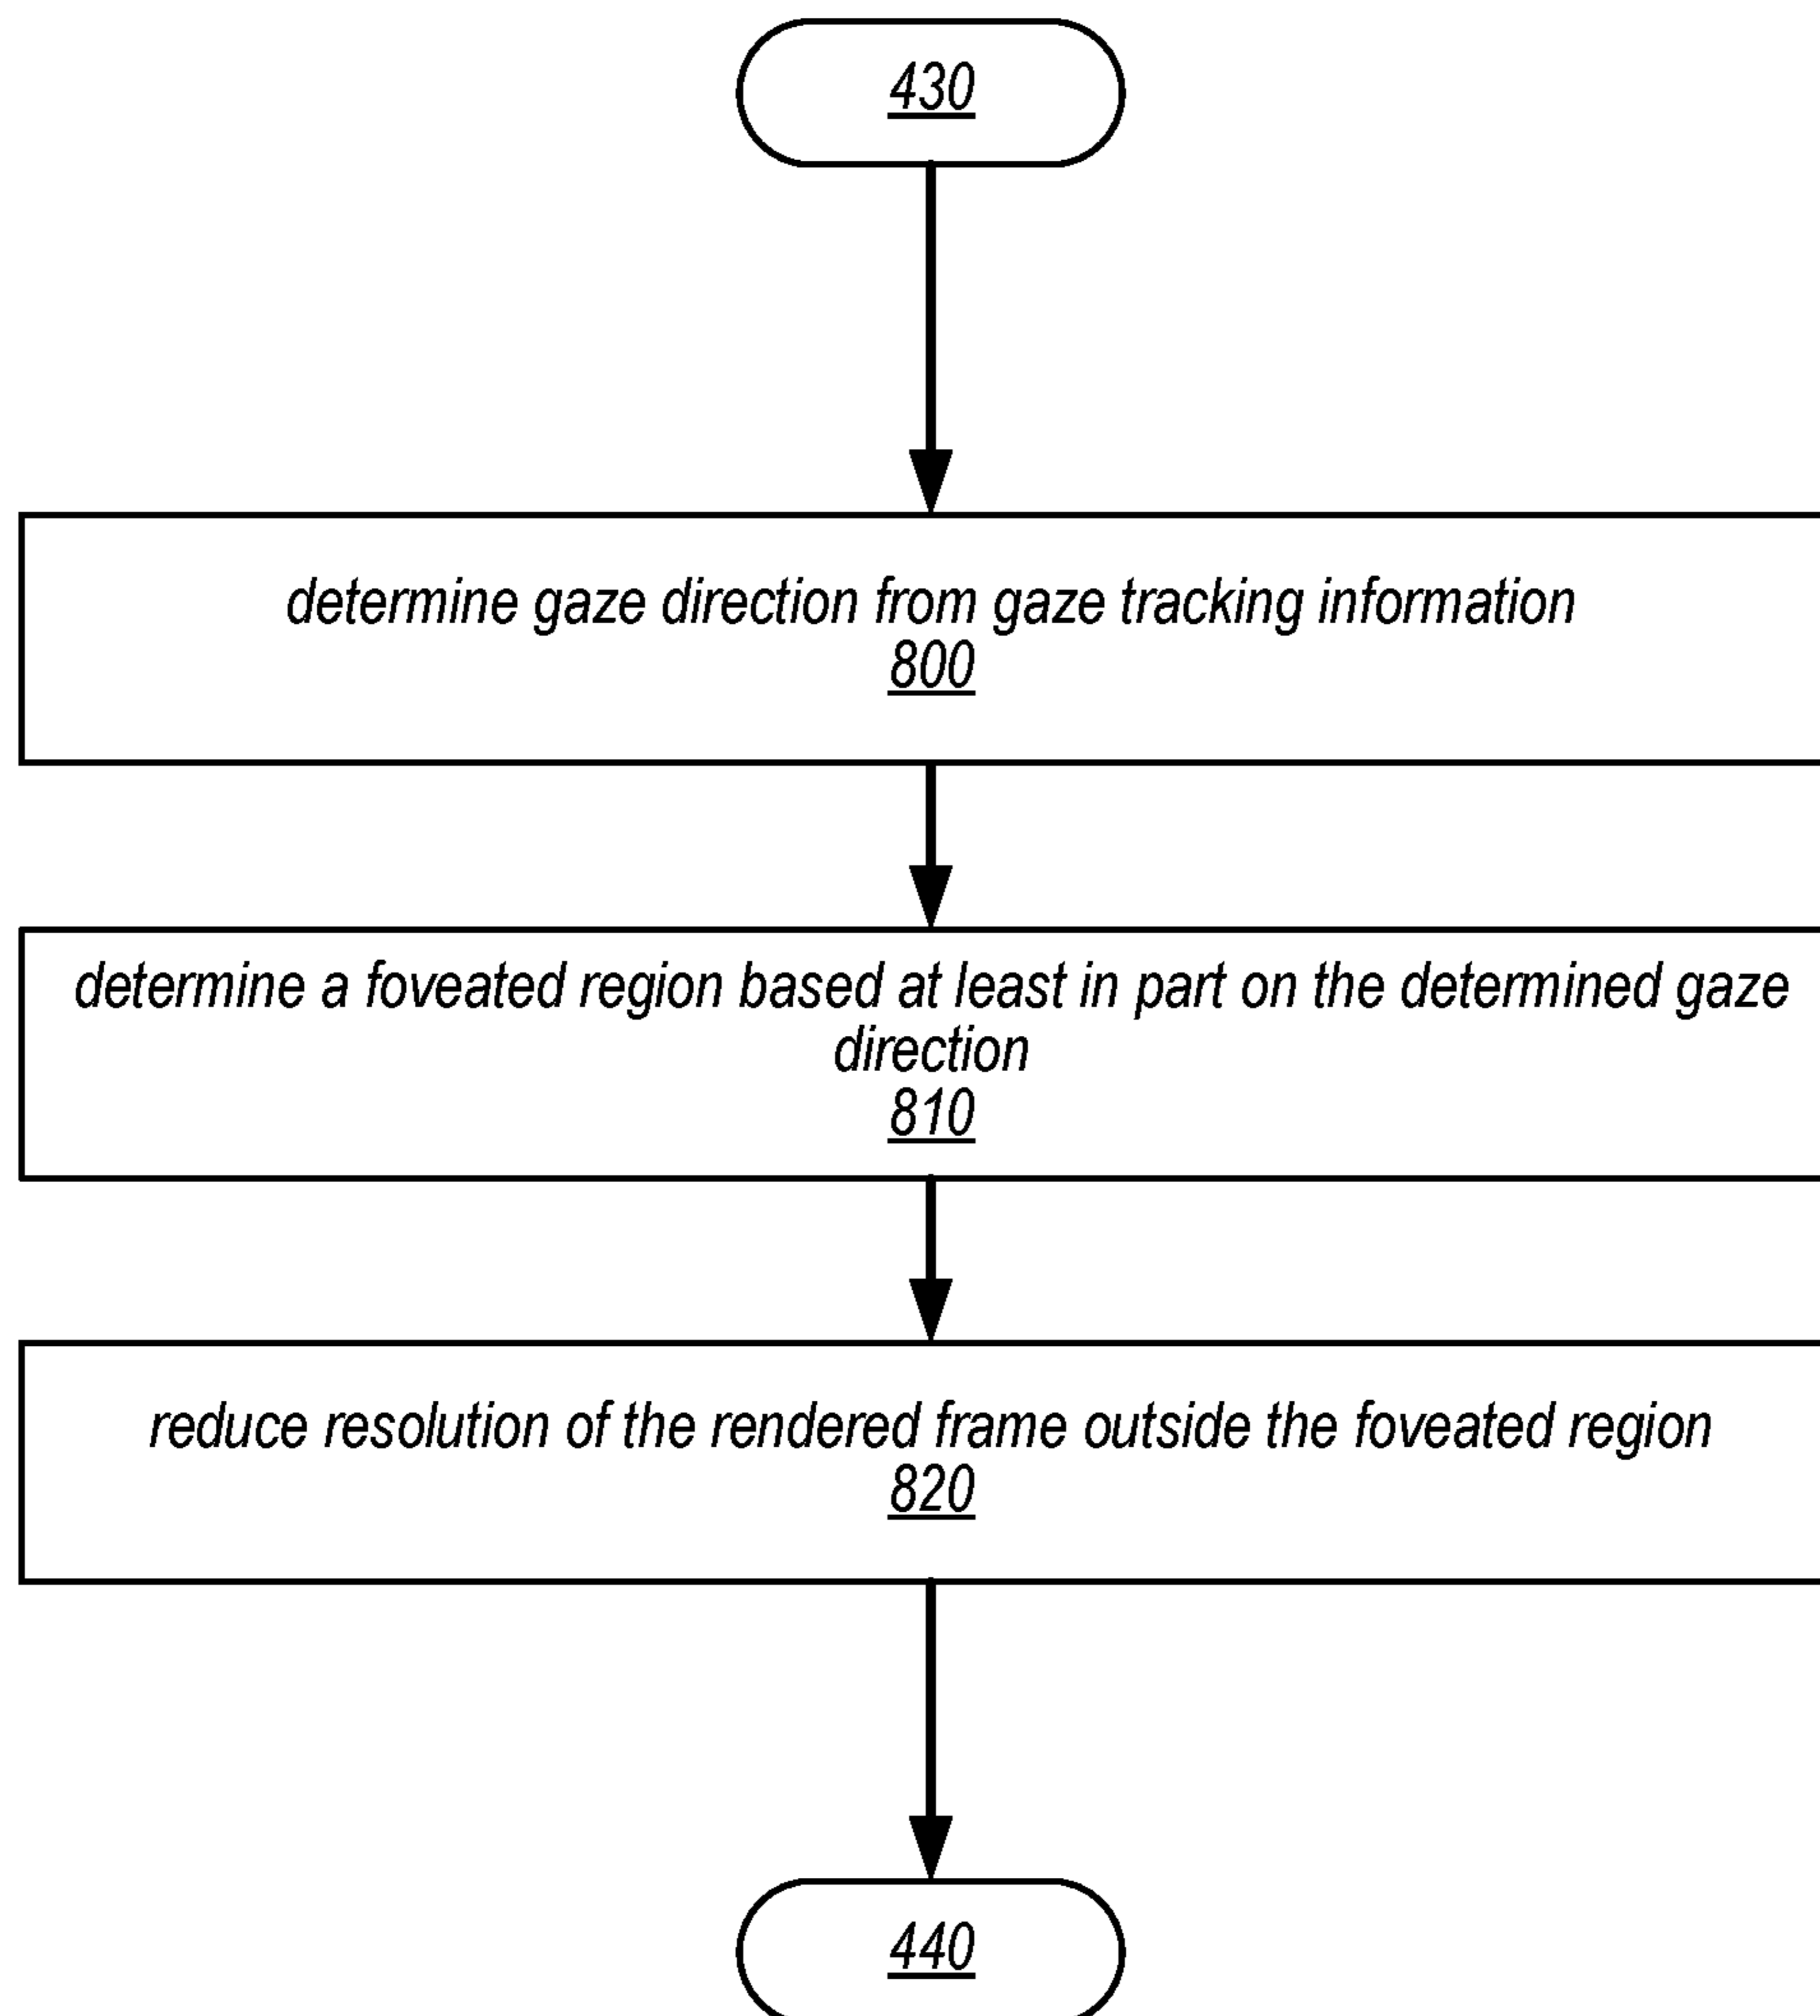 430
determine gaze direction from gaze tracking information
800
determine a foveated region based at least in part on the determined gaze
direction
810
reduce resolution of the rendered frame outside the foveated region
820
440